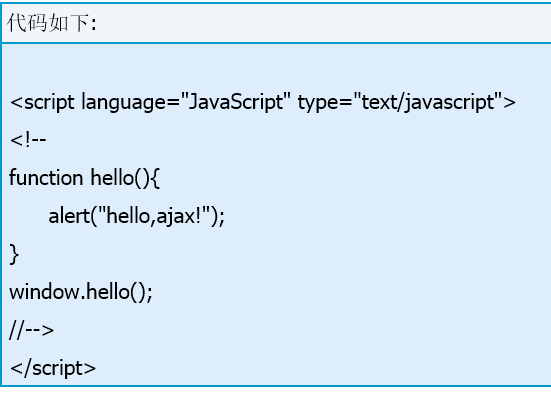 代码如下:
<script language="JavaScript" type="text/javascript">
<!--
function hello(){
alert("hello,ajax!");
}
window.hello();
//-->
</script>